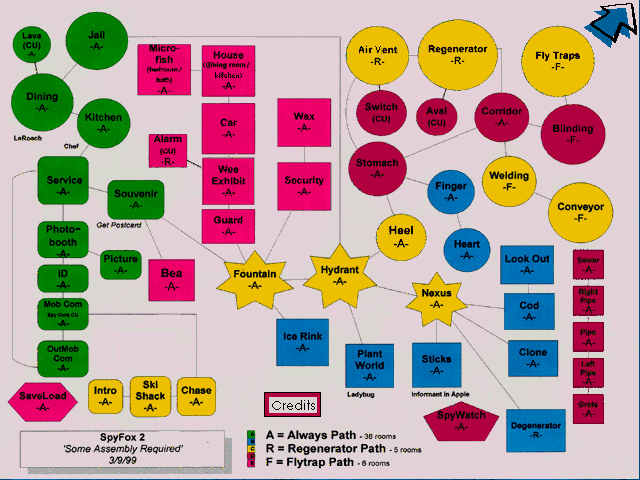 Lava
(CU)
-A-
Jail
-A-
Dining
-A-
LeRoach
Kitchen
-A-
Chef
Micro-
fish
-A-
House
(dining room /
kitchen)
-A-
Car
-A-
Alarm
(CU)
-R-
Wee
Exhibit
-A-
Guard
-A-
Wax
-A-
Security
-A-
Air Vent
-R-
Regenerator
-R-
Fly Traps
-F-
Switch
(CU)
Aval
(CU)
Corridor
-A-
Blinding
-F-
Stomach
-A-
Finger
-A-
Welding
-F-
Conveyor
-F-
Heel
-A-
Heart
-A-
Service
-A-
Souvenir
-A-
Get Postcard
Photo-
booth
-A-
Picture
-A-
ID
-A-
Mob Com
Spy Corp CU
-A-
OutMob
Com
-A-
Bea
-A-
Fountain
-A-
Hydrant
-A-
Nexus
-A-
Look Out
-A-
Cod
-A-
Clone
-A-
Sewer
-A-
Right
Pipe
-A-
Pipe
-A-
Left
Pipe
-A-
-A-
Ice Rink
-A-
Plant
World
-A-
Ladybug
Sticks
-A-
Informant in Apple
SpyWatch
-A-
Degenerator
-R-
SaveLoad
-A-
Intro
-A-
Ski
Shack
-A-
Chase
-A-
Credits
SpyFox 2
'Some Assembly Required'
3/9/99
A = Always Path - 38 rooms
R = Regenerator Path - 5 rooms
F = Flytrap Path - 6 rooms